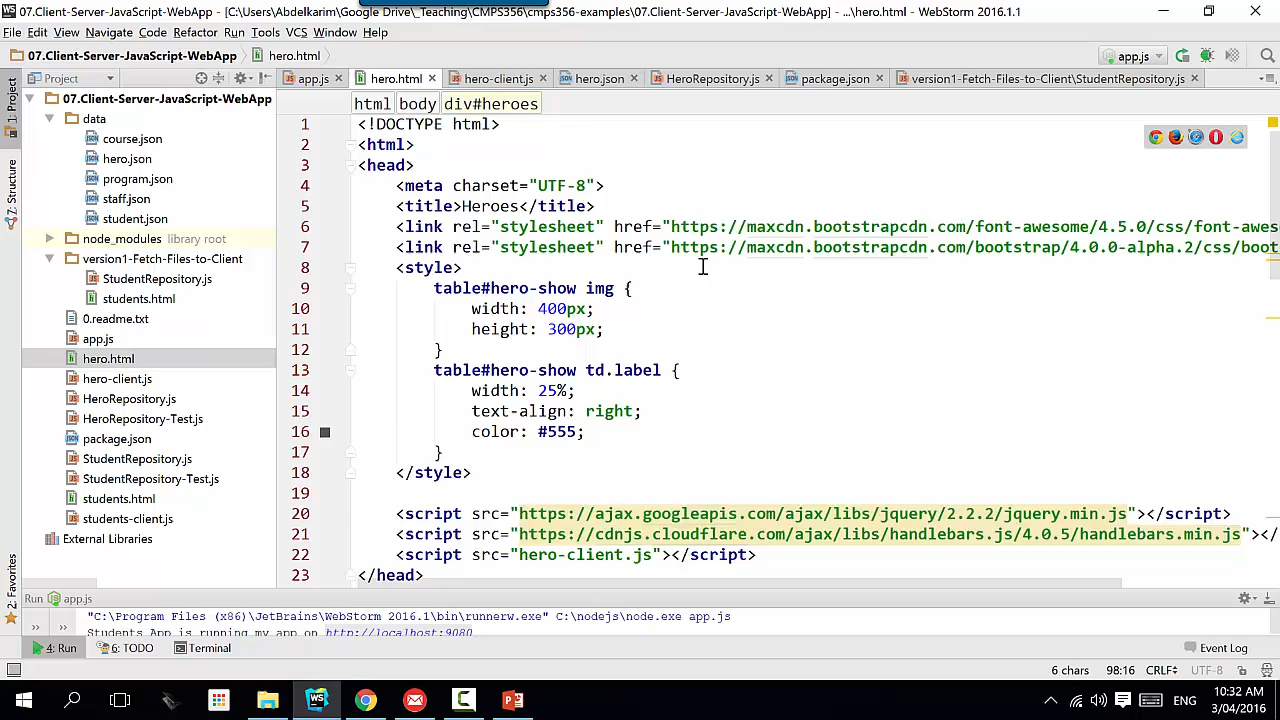 07.Client-Server-JavaScript-WebApp - [C:\Users\Abdelkarim\Google Drive\_Teaching\CMPS356\cmps356-examples\07.Client-Server-JavaScript-WebApp] - ...\hero.html - WebStorm 2016.1.1
File Edit View Navigate Code Refactor Run Tools VCS Window Help
07.Client-Server-JavaScript-WebApp hero.html app.js
Project app.js hero.html hero-client.js hero.json HeroRepository.js package.json version1-Fetch-Files-to-Client\StudentRepository.js
1: Project
Z: Structure
2: Favorites
07.Client-Server-JavaScript-WebApp
data
course.json
hero.json
program.json
staff.json
student.json
node_modules library root
version1-Fetch-Files-to-Client
StudentRepository.js
students.html
0.readme.txt
app.js
hero.html
hero-client.js
HeroRepository.js
HeroRepository-Test.js
package.json
StudentRepository.js
StudentRepository-Test.js
students.html
students-client.js
External Libraries
html body div#heroes
1 <!DOCTYPE html>
2 <html>
3 <head>
4 <meta charset="UTF-8">
5 <title>Heroes</title>
6 <link rel="stylesheet" href="https://maxcdn.bootstrapcdn.com/font-awesome/4.5.0/css/font-awes
7 <link rel="stylesheet" href="https://maxcdn.bootstrapcdn.com/bootstrap/4.0.0-alpha.2/css/boot
8 <style>
9 table#hero-show img {
10 width: 400px;
11 height: 300px;
12 }
13 table#hero-show td.label {
14 width: 25%;
15 text-align: right;
16 color: #555;
17 }
18 </style>
19
20 <script src="https://ajax.googleapis.com/ajax/libs/jquery/2.2.2/jquery.min.js"></script>
21 <script src="https://cdnjs.cloudflare.com/ajax/libs/handlebars.js/4.0.5/handlebars.min.js"></
22 <script src="hero-client.js"></script>
23 </head>
Run app.js
"C:\Program Files (x86)\JetBrains\WebStorm 2016.1\bin\runnerw.exe" C:\nodejs\node.exe app.js
Students App is running my app on http://localhost:9080
4: Run 6: TODO Terminal Event Log
6 chars 98:16 CRLF UTF-8
ENG 10:32 AM
3/04/2016